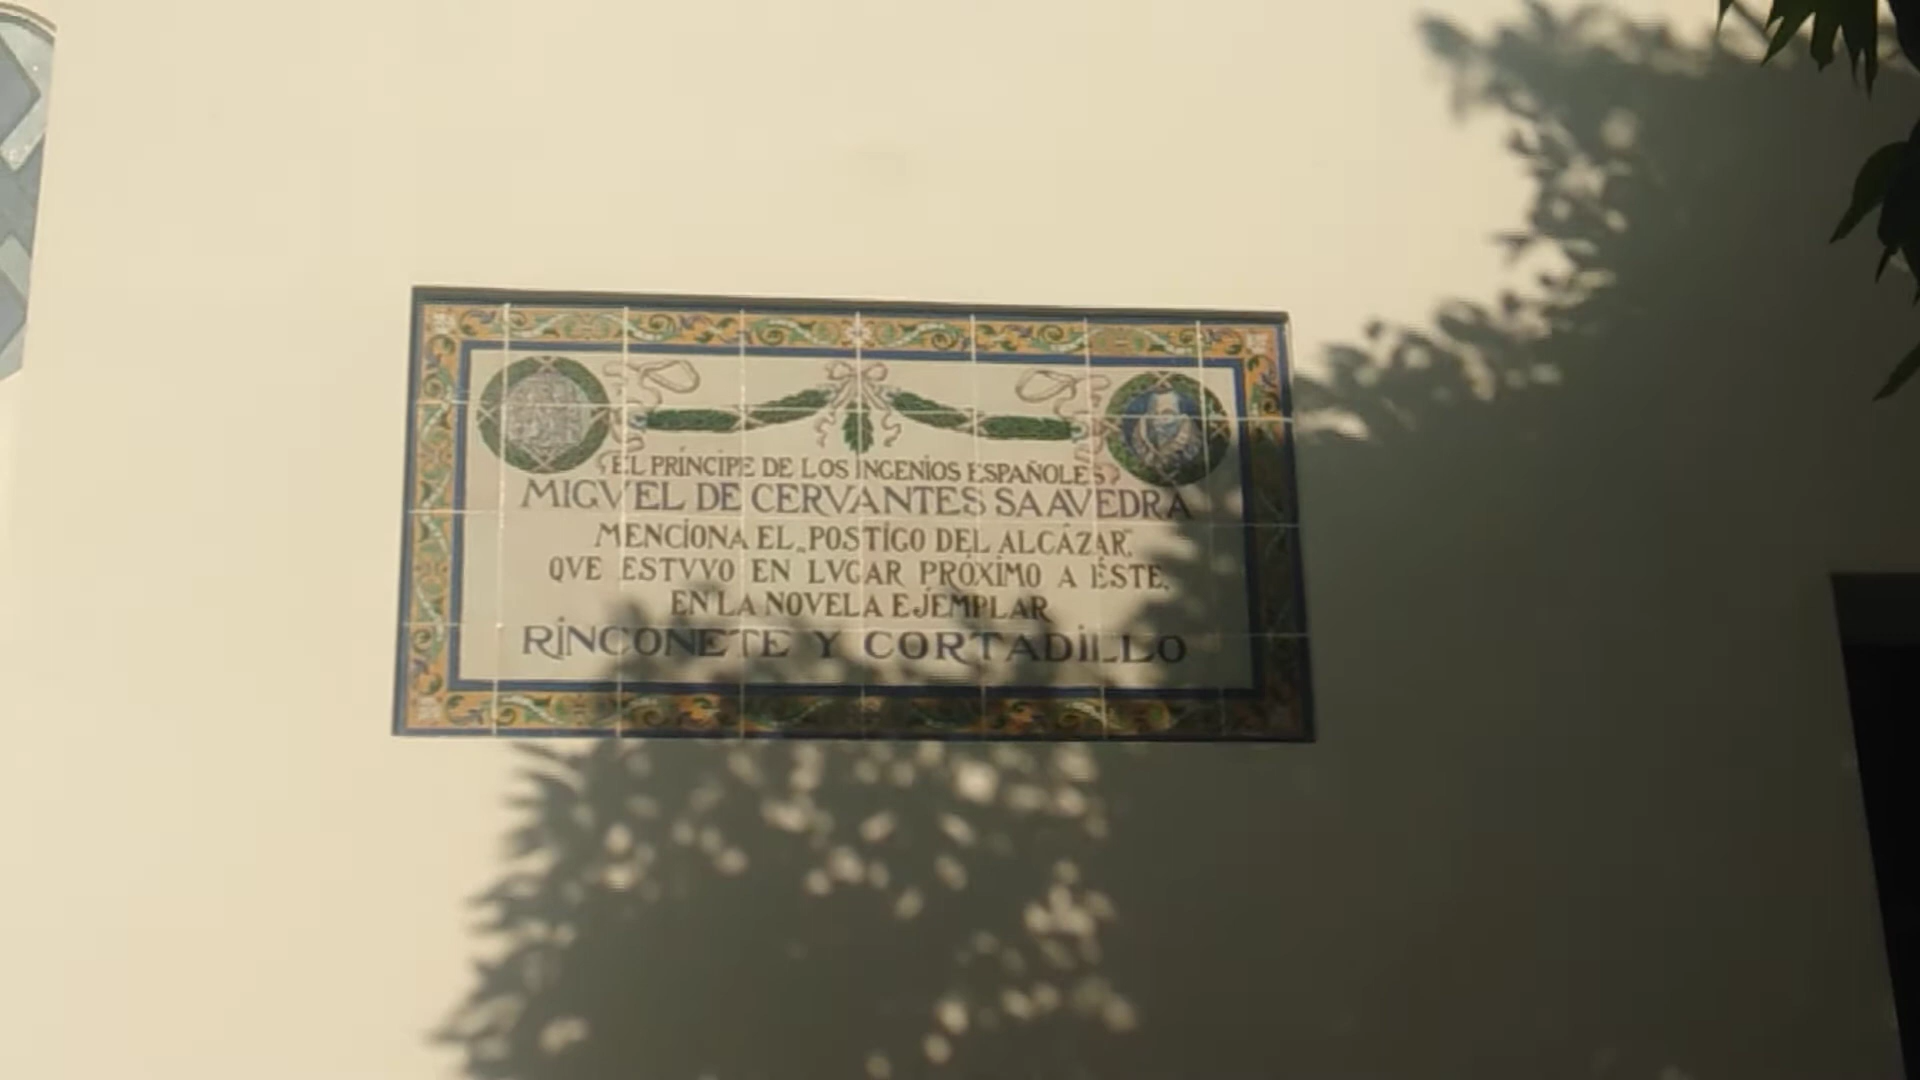 EL PRÍNCIPE DE LOS INGENIOS ESPAÑOLES
MIGVEL DE CERVANTES SAAVEDRA
MENCIONA EL „POSTIGO DEL ALCÁZAR”,
QVE ESTVVO EN LVGAR PRÓXIMO A ÉSTE,
EN LA NOVELA EJEMPLAR
RINCONETE Y CORTADILLO